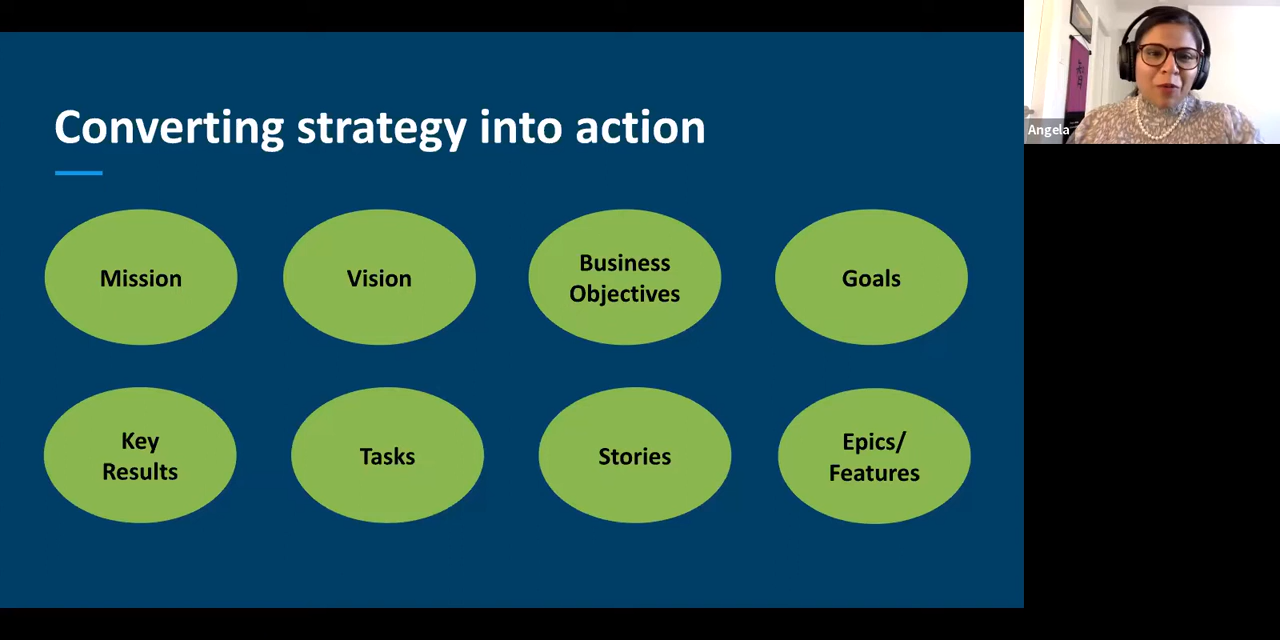 Converting strategy into action
Angela
Mission
Vision
Business
Objectives
Goals
Key
Results
Tasks
Stories
Epics/
Features